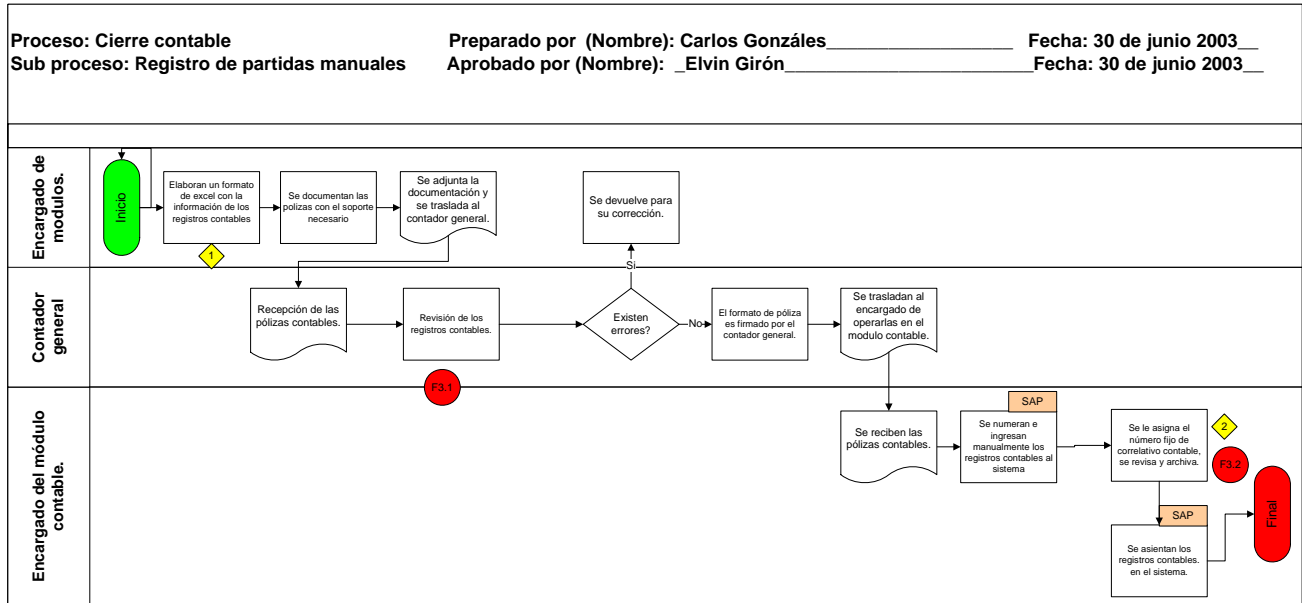 Proceso: Cierre contable Preparado por (Nombre): Carlos Gonzáles___________________ Fecha: 30 de junio 2003__
Sub proceso: Registro de partidas manuales Aprobado por (Nombre): _Elvin Girón_________________________Fecha: 30 de junio 2003__
Encargado de
modulos.
Inicio
Elaboran un formato
de excel con la
información de los
registros contables
1
Se documentan las
polizas con el soporte
necesario
Se adjunta la
documentación y
se traslada al
contador general.
Se devuelve para
su corrección.
Si
Contador
general
Recepción de las
pólizas contables.
Revisión de los
registros contables.
F3.1
Existen
errores?
No
El formato de póliza
es firmado por el
contador general.
Se trasladan al
encargado de
operarlas en el
modulo contable.
Encargado del módulo
contable.
Se reciben las
pólizas contables.
SAP
Se numeran e
ingresan
manualmente los
registros contables al
sistema
Se le asigna el
número fijo de
correlativo contable,
se revisa y archiva.
2
F3.2
SAP
Se asientan los
registros contables.
en el sistema.
Final